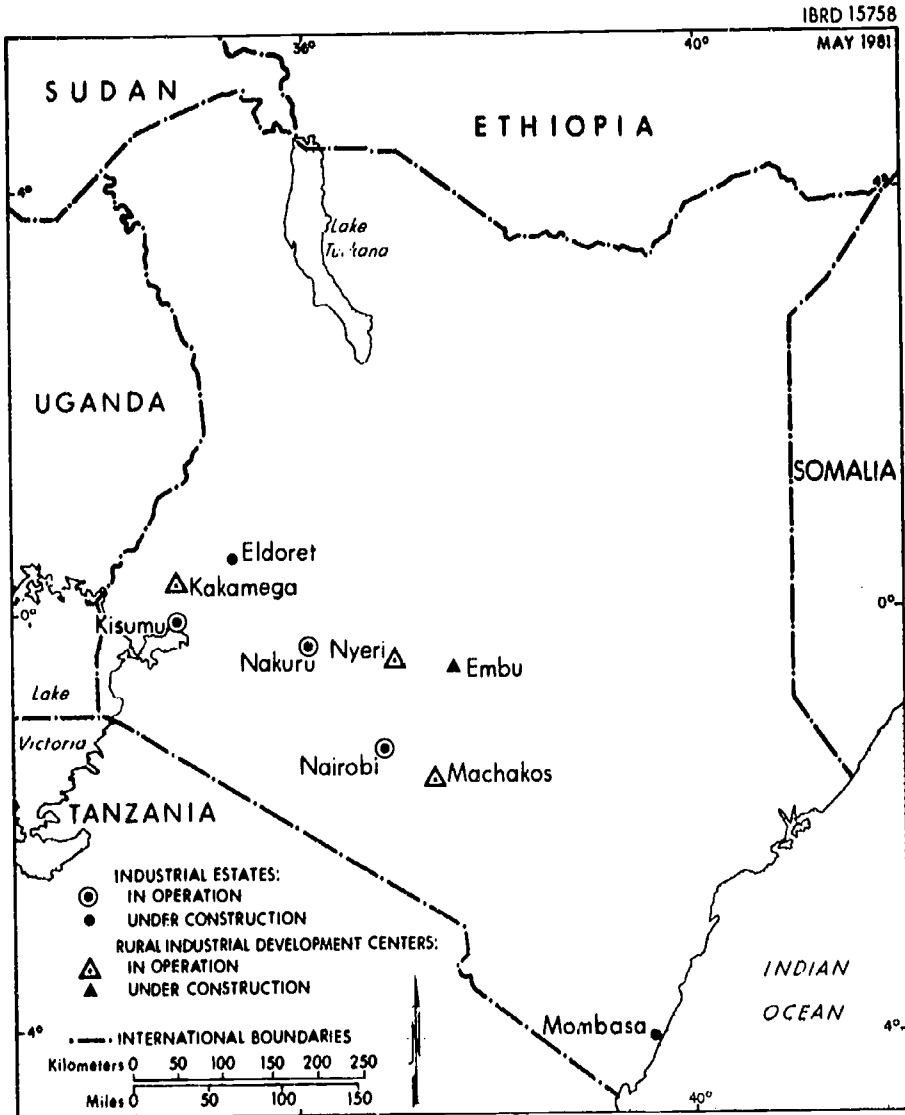 IBRD 15758
MAY 1981
36°
40°
SUDAN
ETHIOPIA
4°
4°
Lake
UGANDA
SOMALIA
Eldoret
Kakamega
0°
0°
Kisumu
Nakuru
Nyeri
Embu
Lake
Victoria
Nairobi
Machakos
TANZANIA
INDUSTRIAL ESTATES:
IN OPERATION
UNDER CONSTRUCTION
RURAL INDUSTRIAL DEVELOPMENT CENTERS:
IN OPERATION
UNDER CONSTRUCTION
INDIAN
OCEAN
4°
INTERNATIONAL BOUNDARIES
Mombasa
4°
Kilometers 0 50 100 150 200 250
Miles 0 50 100 150
40°